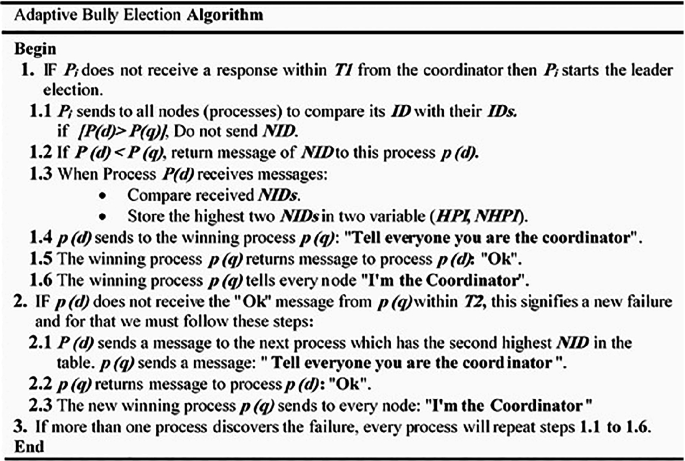 Adaptive Bully Election Algorithm
Begin
1. IF Pi does not receive a response within T1 from the coordinator then Pi starts the leader
election.
1.1 Pi sends to all nodes (processes) to compare its ID with their IDs.
if [P(d)> P(q)], Do not send NID.
1.2 If P (d) < P (q), return message of NID to this process p (d).
1.3 When Process P(d) receives messages:
• Compare received NIDs.
• Store the highest two NIDs in two variable (HPI, NHPI).
1.4 p (d) sends to the winning process p (q): "Tell everyone you are the coordinator".
1.5 The winning process p (q) returns message to process p (d): "Ok".
1.6 The winning process p (q) tells every node "I'm the Coordinator".
2. IF p (d) does not receive the "Ok" message from p (q) within T2, this signifies a new failure
and for that we must follow these steps:
2.1 P (d) sends a message to the next process which has the second highest NID in the
table. p (q) sends a message: " Tell everyone you are the coordinator ".
2.2 p (q) returns message to process p (d): "Ok".
2.3 The new winning process p (q) sends to every node: "I'm the Coordinator"
3. If more than one process discovers the failure, every process will repeat steps 1.1 to 1.6.
End